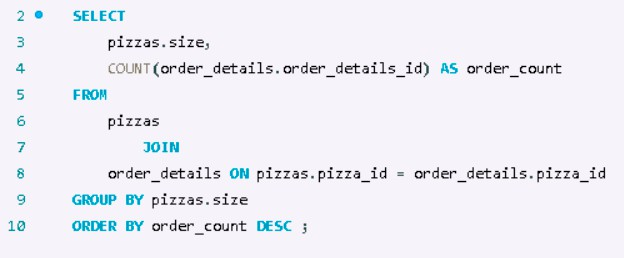 2 SELECT
3 pizzas.size,
4 COUNT(order_details.order_details_id) AS order_count
5 FROM
6 pizzas
7 JOIN
8 order_details ON pizzas.pizza_id = order_details.pizza_id
9 GROUP BY pizzas.size
10 ORDER BY order_count DESC ;